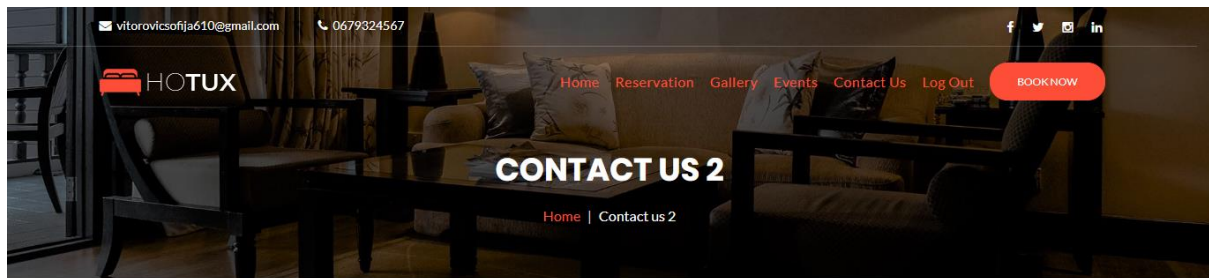 vitorovicsofija610@gmail.com 0679324567
HOTUX Home Reservation Gallery Events Contact Us Log Out BOOK NOW
CONTACT US 2
Home | Contact us 2